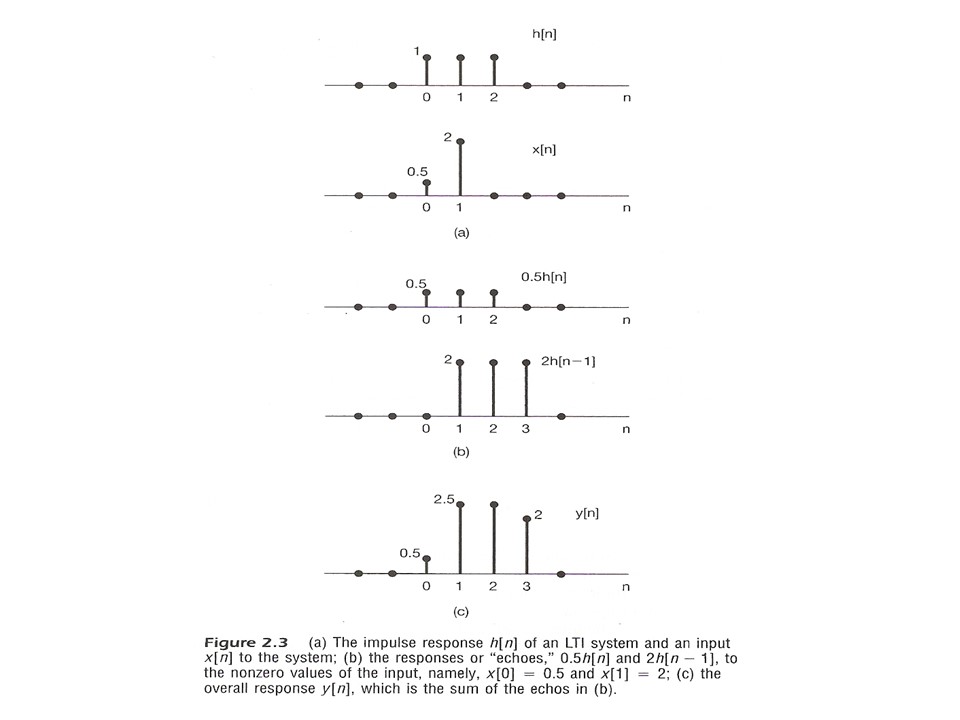 h[n]
1
0 1 2 n
2
x[n]
0.5
0 1 n
(a)
0.5h[n]
0.5
0 1 2 n
2 2h[n−1]
0 1 2 3 n
(b)
2.5
2 y[n]
0.5
0 1 2 3 n
(c)
Figure 2.3 (a) The impulse response h[n] of an LTI system and an input
x[n] to the system; (b) the responses or “echoes,” 0.5h[n] and 2h[n − 1], to
the nonzero values of the input, namely, x[0] = 0.5 and x[1] = 2; (c) the
overall response y[n], which is the sum of the echos in (b).